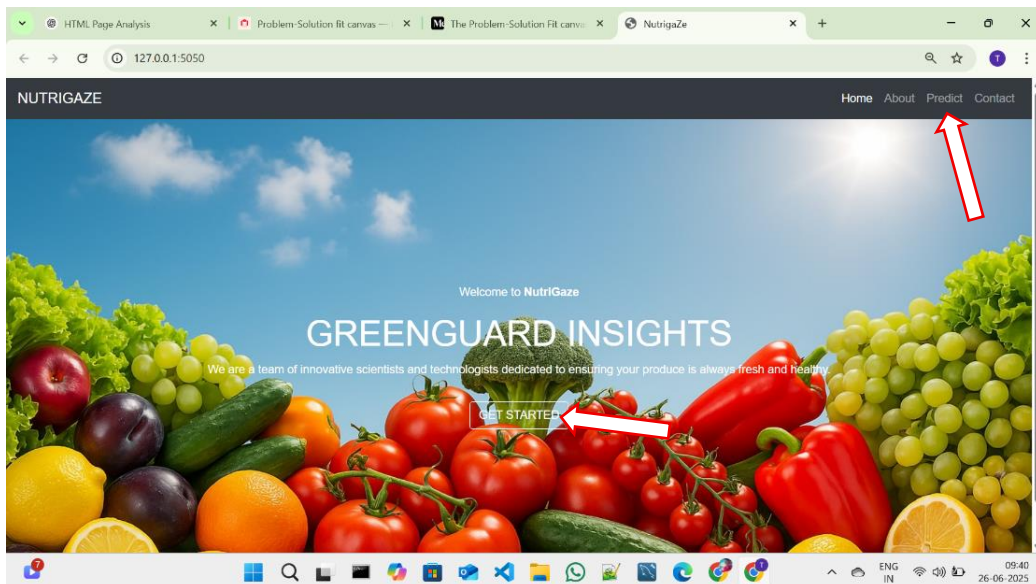 HTML Page Analysis
Problem-Solution fit canvas —
The Problem-Solution Fit canva
NutrigaZe
127.0.0.1:5050
T
NUTRIGAZE
Home About Predict Contact
Welcome to NutriGaze
GREENGUARD INSIGHTS
We are a team of innovative scientists and technologists dedicated to ensuring your produce is always fresh and healthy.
GET STARTED
7
ENG
IN
09:40
26-06-2025